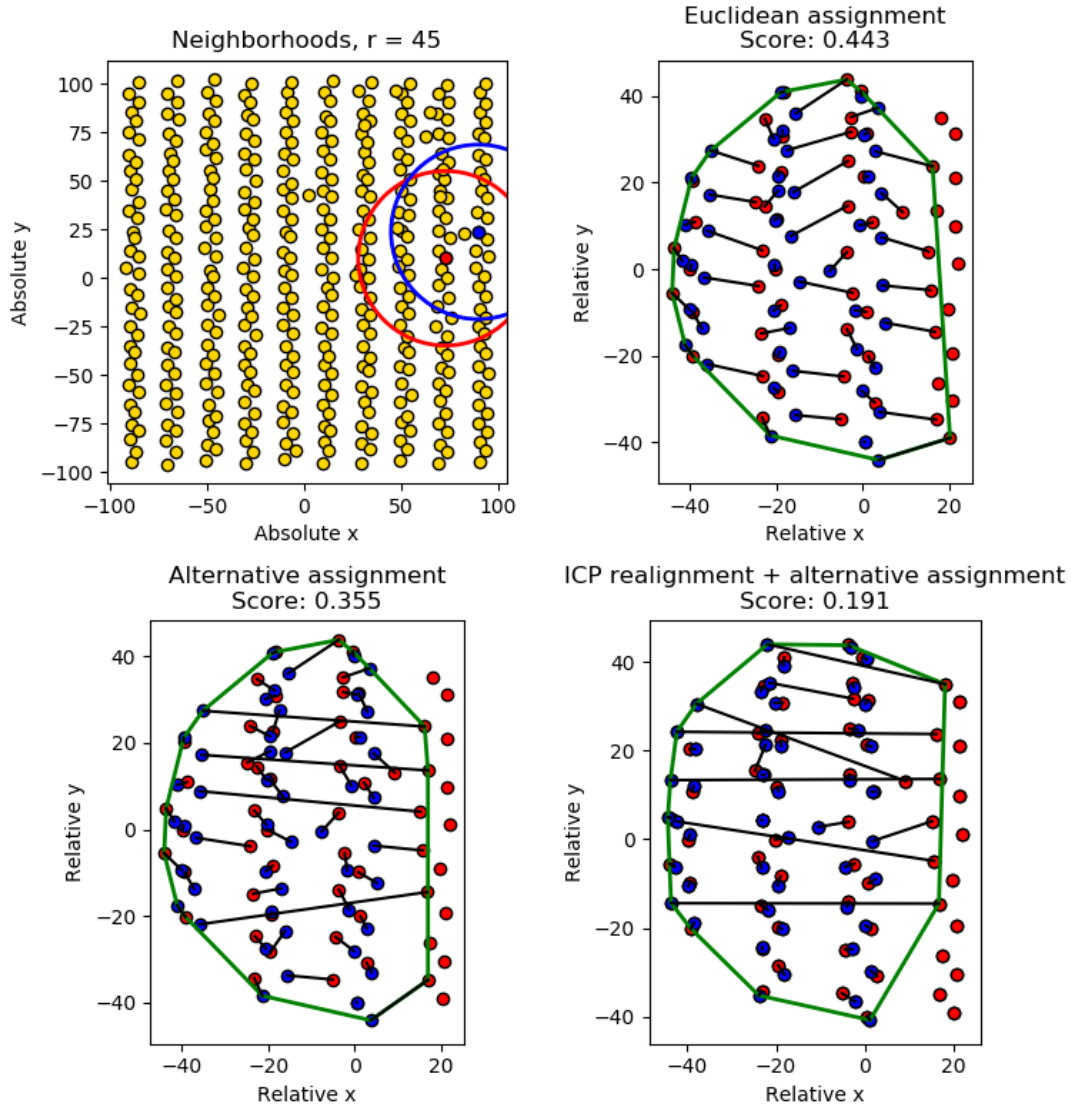 Neighborhoods, r = 45
100
75
50
25
0
−25
−50
−75
−100
Absolute y
−100
−50
0
50
100
Absolute x
Euclidean assignment
Score: 0.443
40
20
0
−20
−40
Relative y
−40
−20
0
20
Relative x
Alternative assignment
Score: 0.355
40
20
0
−20
−40
Relative y
−40
−20
0
20
Relative x
ICP realignment + alternative assignment
Score: 0.191
40
20
0
−20
−40
Relative y
−40
−20
0
20
Relative x